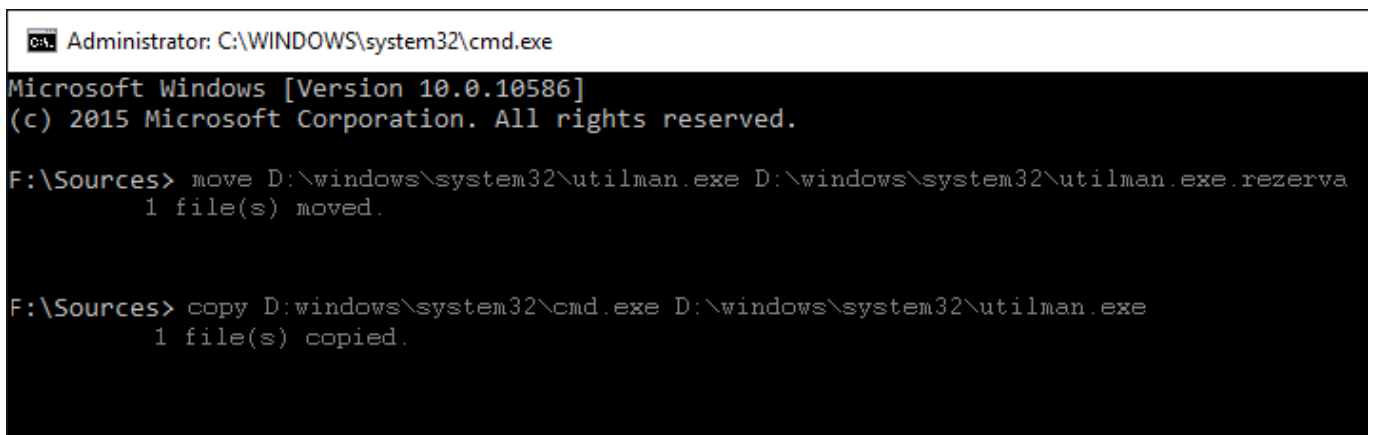 Administrator: C:\WINDOWS\system32\cmd.exe
Microsoft Windows [Version 10.0.10586]
(c) 2015 Microsoft Corporation. All rights reserved.
F:\Sources> move D:\windows\system32\utilman.exe D:\windows\system32\utilman.exe.rezerva
1 file(s) moved.
F:\Sources> copy D:windows\system32\cmd.exe D:\windows\system32\utilman.exe
1 file(s) copied.